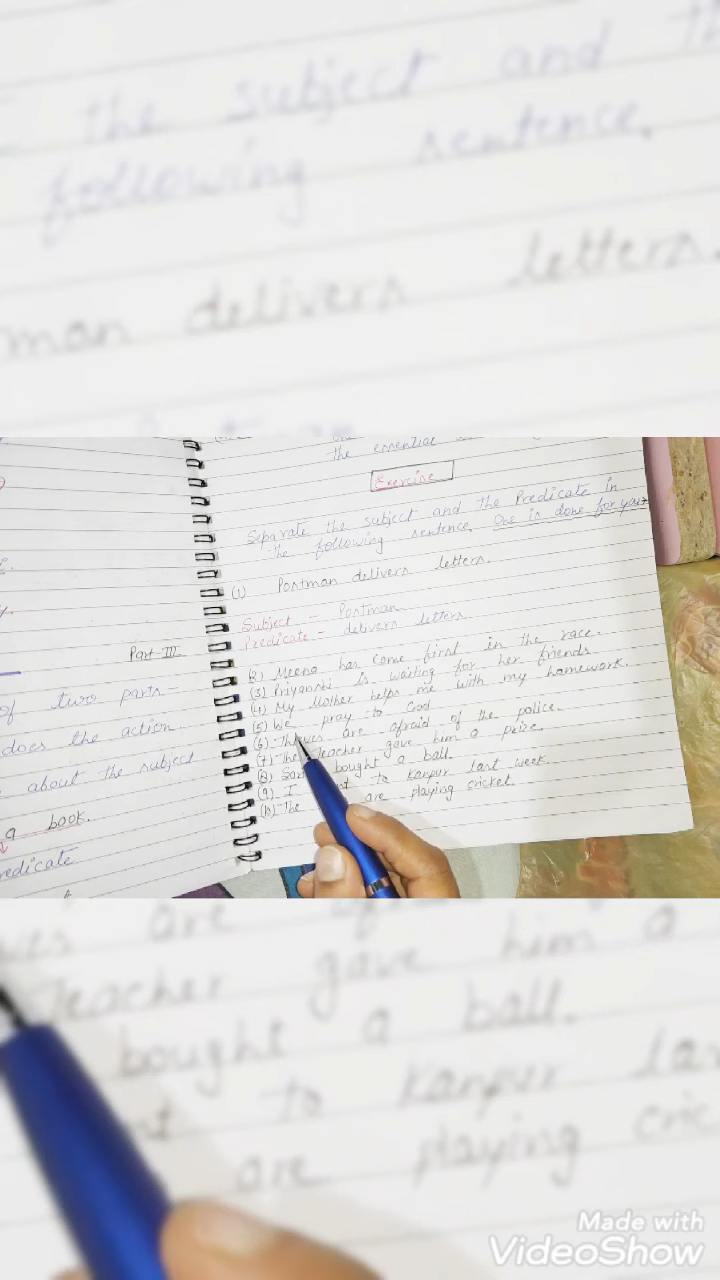 the subject and th
following sentence.
man delivers letters.
the essential
Exercise
Separate the subject and the Predicate in
the following sentence. One is done for you
(1) Postman delivers letters.
Subject - Postman
Predicate - delivers letters
(2) Meena has come first in the race.
(3) Priyanshi is waiting for her friends
(4) My Mother helps me with my homework.
(5) We pray to God
(6) Thieves are afraid of the police.
(7) The Teacher gave him a prize.
(8) bought a ball.
(9) I to Kanpur last week.
(10) The are playing cricket.
Part-III
of two parts-
does the action
about the subject
a book.
redicate
ves are
Teacher gave him a
bought a ball.
to Kanpur las
are playing cric
Made with
VideoShow